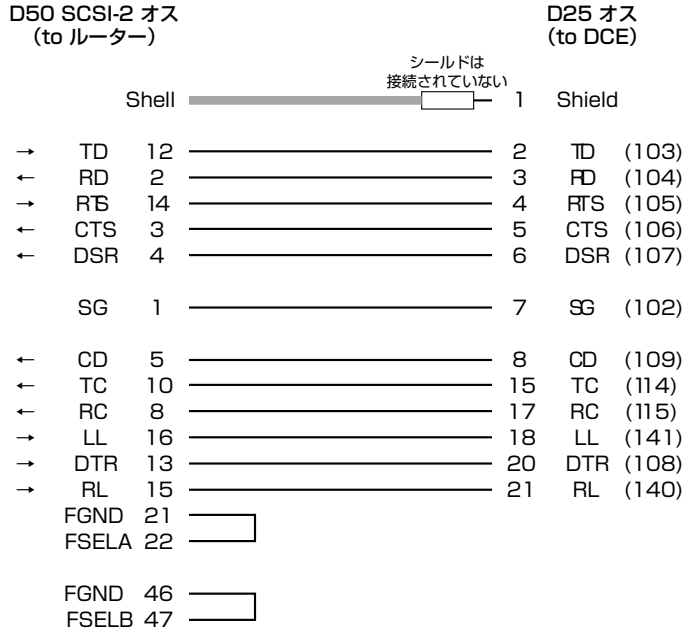 D50 SCSI-2 オス D25 オス
(to ルーター) (to DCE)
シールドは
接続されていない
Shell 1 Shield
→ TD 12 2 TD (103)
← RD 2 3 RD (104)
→ RTS 14 4 RTS (105)
← CTS 3 5 CTS (106)
← DSR 4 6 DSR (107)
SG 1 7 SG (102)
← CD 5 8 CD (109)
← TC 10 15 TC (114)
← RC 8 17 RC (115)
→ LL 16 18 LL (141)
→ DTR 13 20 DTR (108)
→ RL 15 21 RL (140)
FGND 21
FSELA 22
FGND 46
FSELB 47